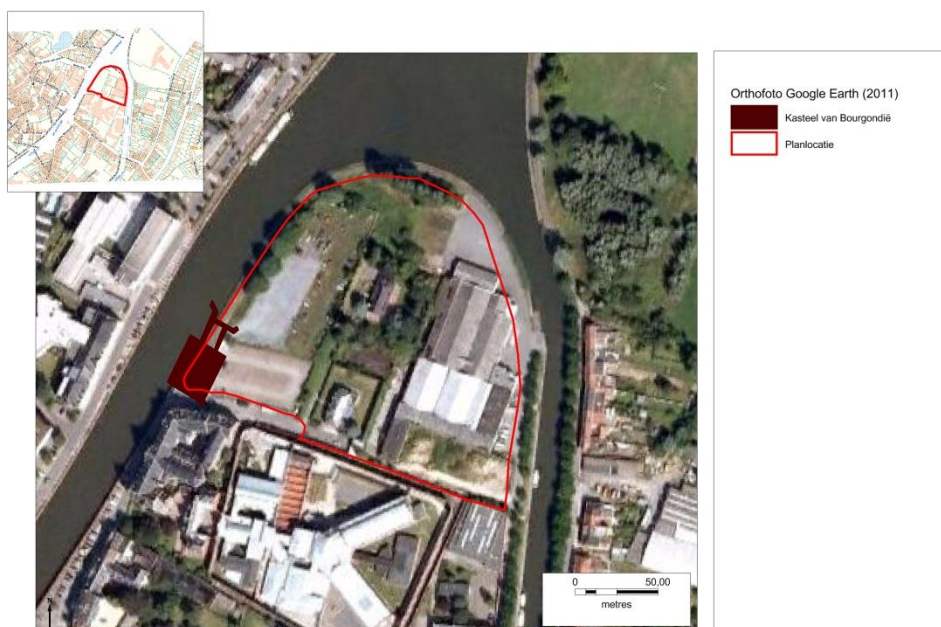 Orthofoto Google Earth (2011)
Kasteel van Bourgondië
Planlocatie
0 50,00
metres